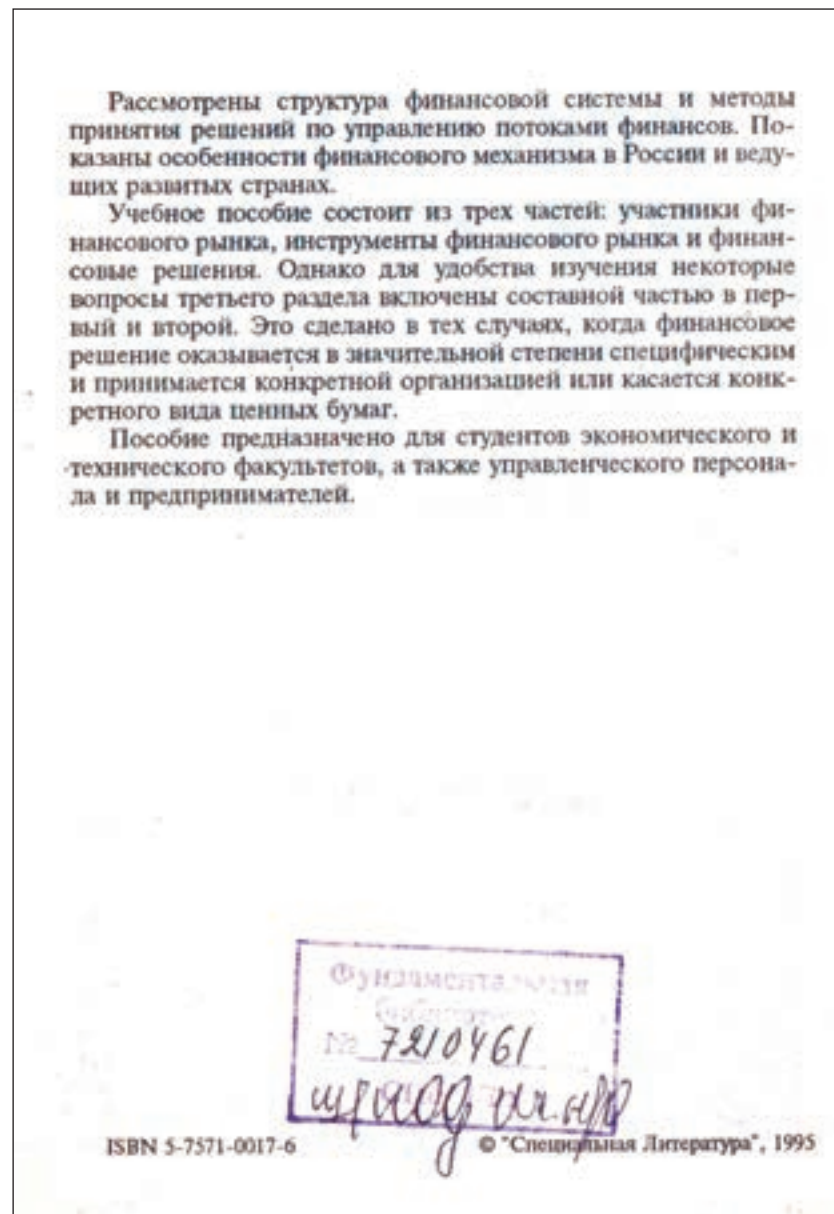 Рассмотрены структура финансовой системы и методы
принятия решений по управлению потоками финансов. По-
казаны особенности финансового механизма в России и веду-
щих развитых странах.
Учебное пособие состоит из трех частей: участники фи-
нансового рынка, инструменты финансового рынка и финан-
совые решения. Однако для удобства изучения некоторые
вопросы третьего раздела включены составной частью в пер-
вый и второй. Это сделано в тех случаях, когда финансовое
решение оказывается в значительной степени специфическим
и принимается конкретной организацией или касается конк-
ретного вида ценных бумаг.
Пособие предназначено для студентов экономического и
технического факультетов, а также управленческого персона-
ла и предпринимателей.
Фундаментальная
№ 7210461
ISBN 5-7571-0017-6
© "Специальная Литература", 1995